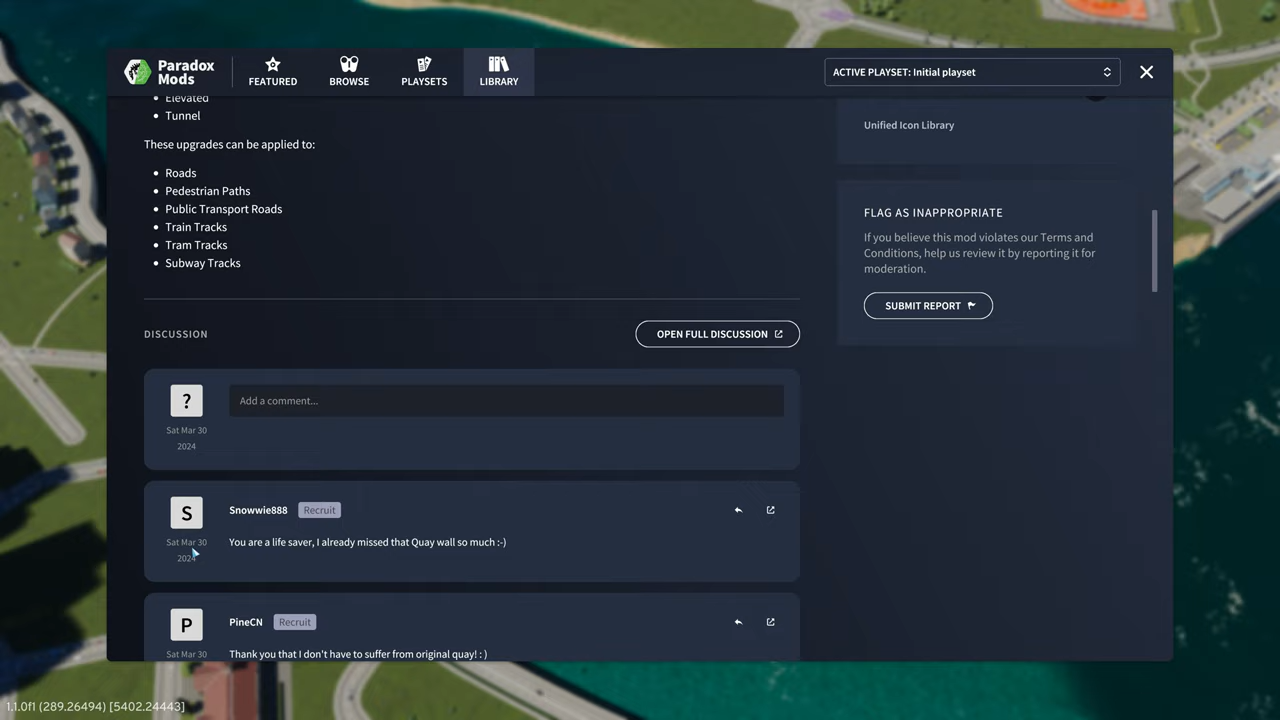 Paradox Mods
FEATURED
BROWSE
PLAYSETS
LIBRARY
ACTIVE PLAYSET: Initial playset
Elevated
Tunnel
These upgrades can be applied to:
Roads
Pedestrian Paths
Public Transport Roads
Train Tracks
Tram Tracks
Subway Tracks
Unified Icon Library
FLAG AS INAPPROPRIATE
If you believe this mod violates our Terms and
Conditions, help us review it by reporting it for
moderation.
SUBMIT REPORT
DISCUSSION
OPEN FULL DISCUSSION
?
Add a comment...
Sat Mar 30
2024
S
Snowwie888 Recruit
Sat Mar 30
2024
You are a life saver, I already missed that Quay wall so much :-)
P
PineCN Recruit
Sat Mar 30
Thank you that I don't have to suffer from original quay! : )
1.1.0f1 (289.26494) [5402.24443]